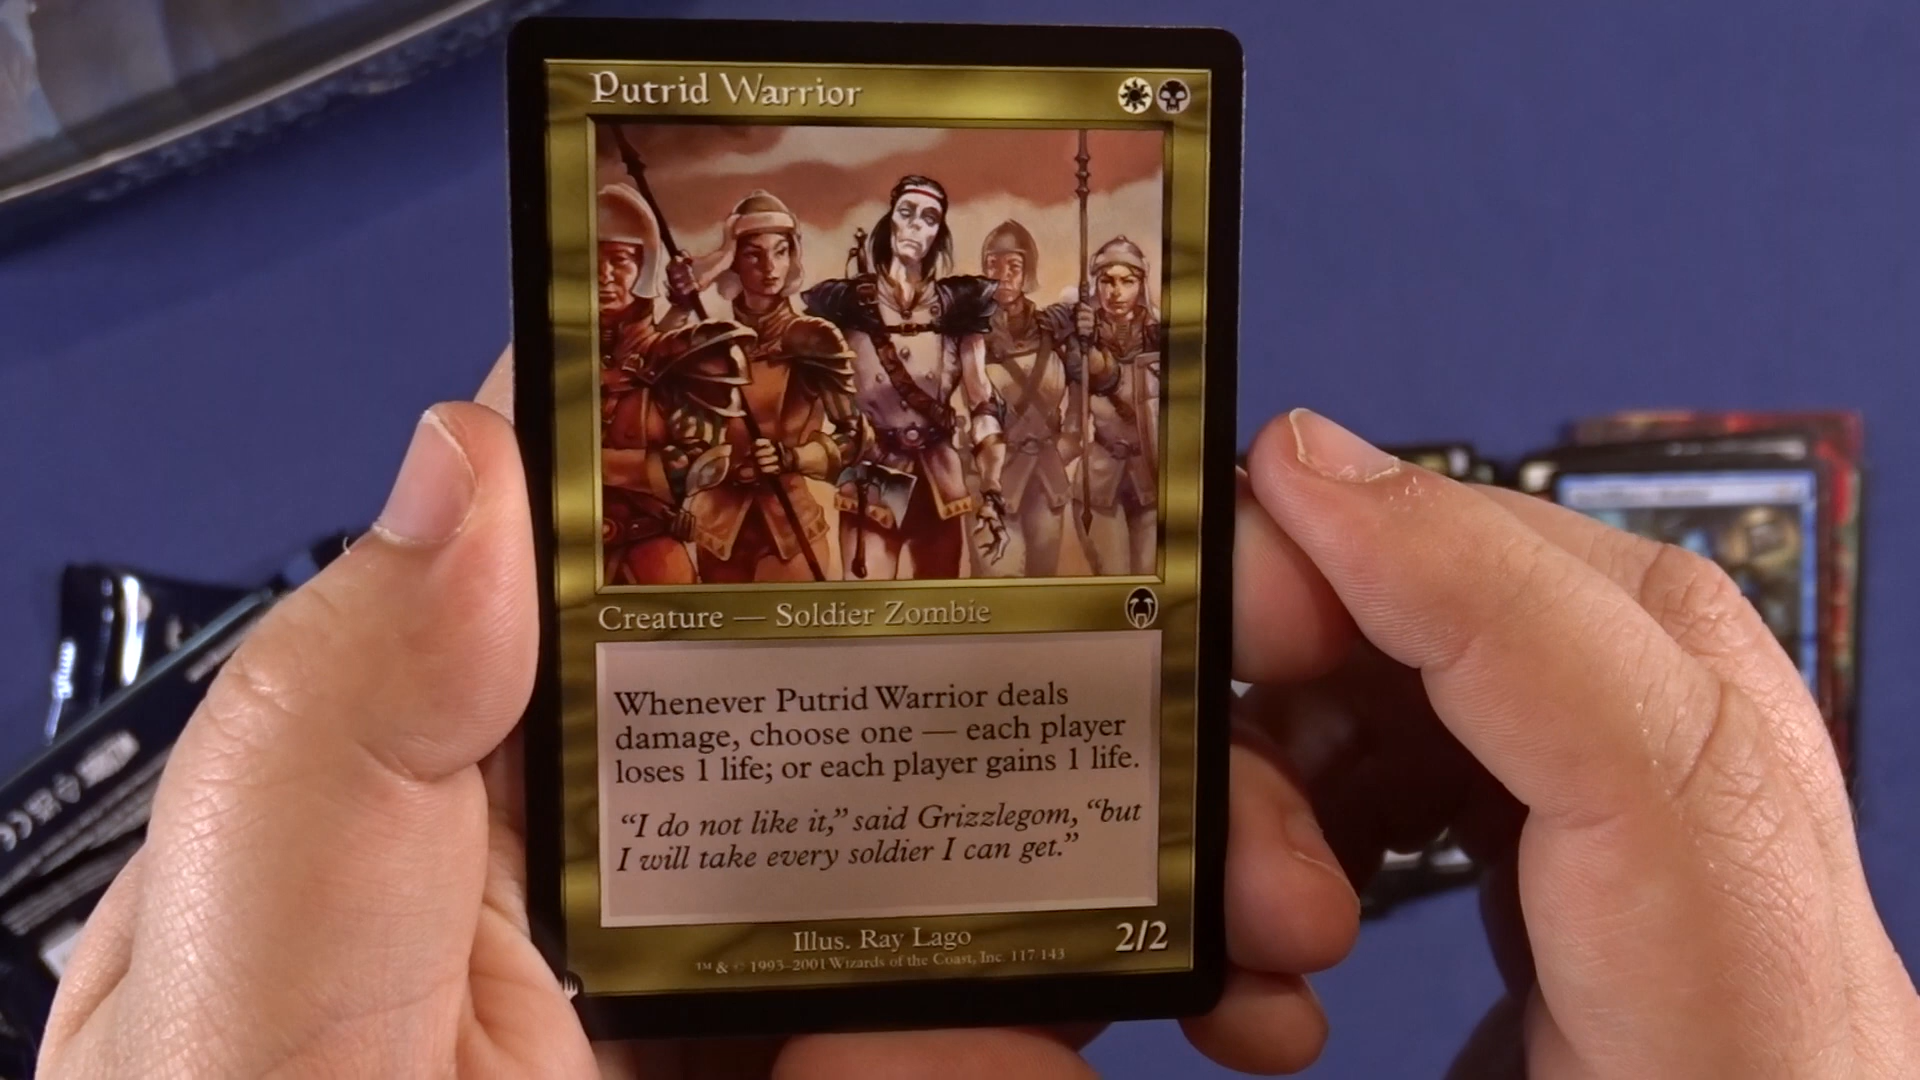 Putrid Warrior
Creature — Soldier Zombie
Whenever Putrid Warrior deals
damage, choose one — each player
loses 1 life; or each player gains 1 life.
“I do not like it,” said Grizzlegom, “but
I will take every soldier I can get.”
Illus. Ray Lago
2/2
™ & © 1993–2001 Wizards of the Coast, Inc. 117/143